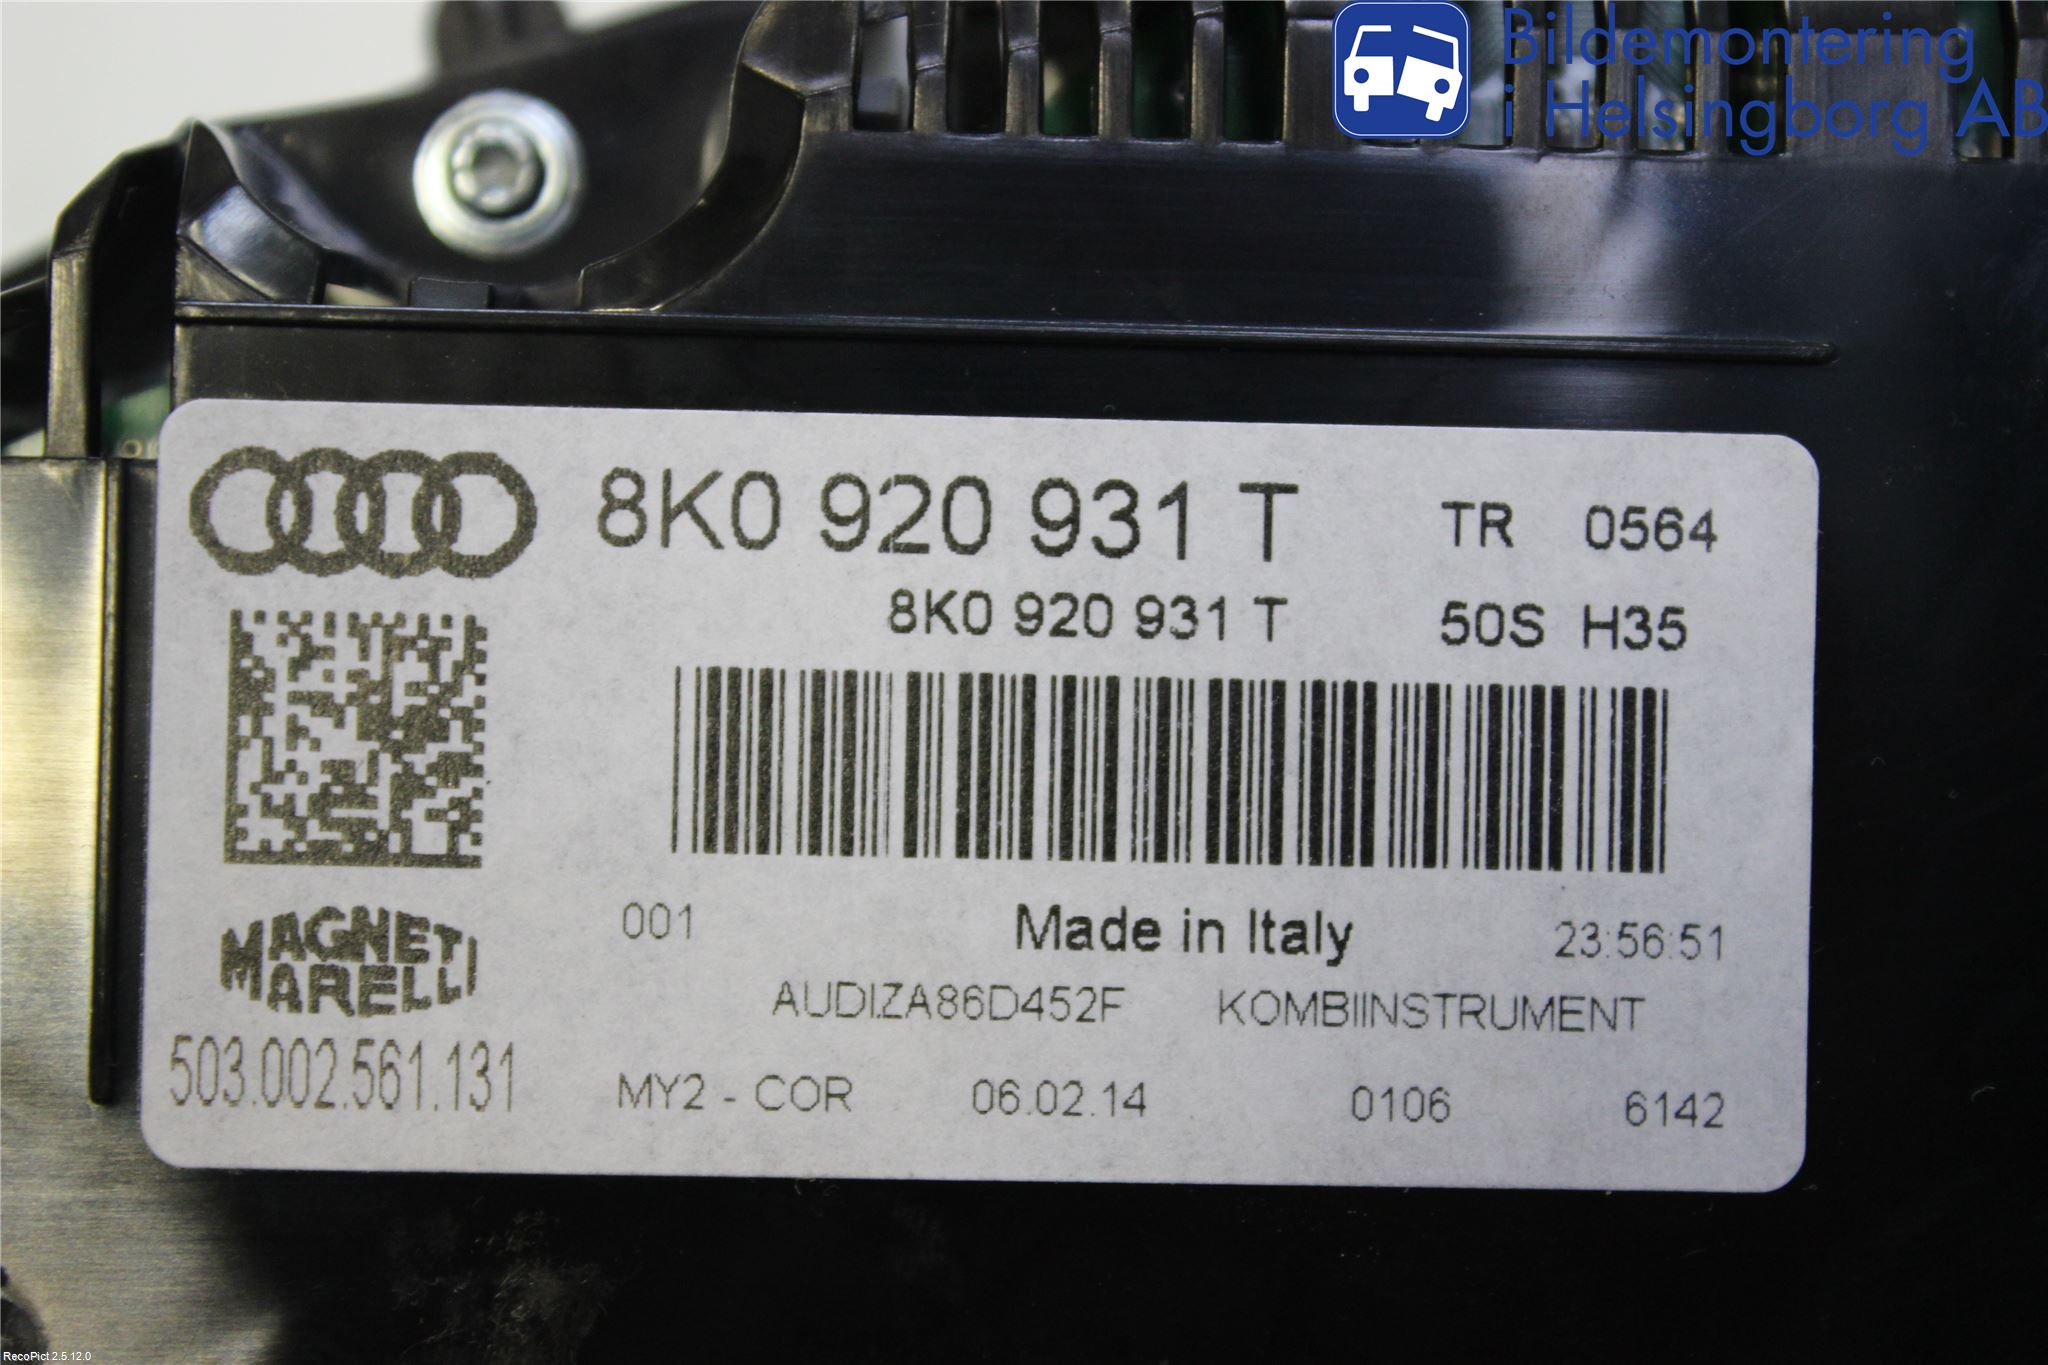 Bildemontering
i Helsingborg AB
8K0 920 931 T TR 0564
8K0 920 931 T 50S H35
001 Made in Italy 23:56:51
MAGNETI
MARELLI
AUDIZA86D452F KOMBIINSTRUMENT
503.002.561.131
MY2 - COR 06.02.14 0106 6142
RecoPict 2.5.12.0